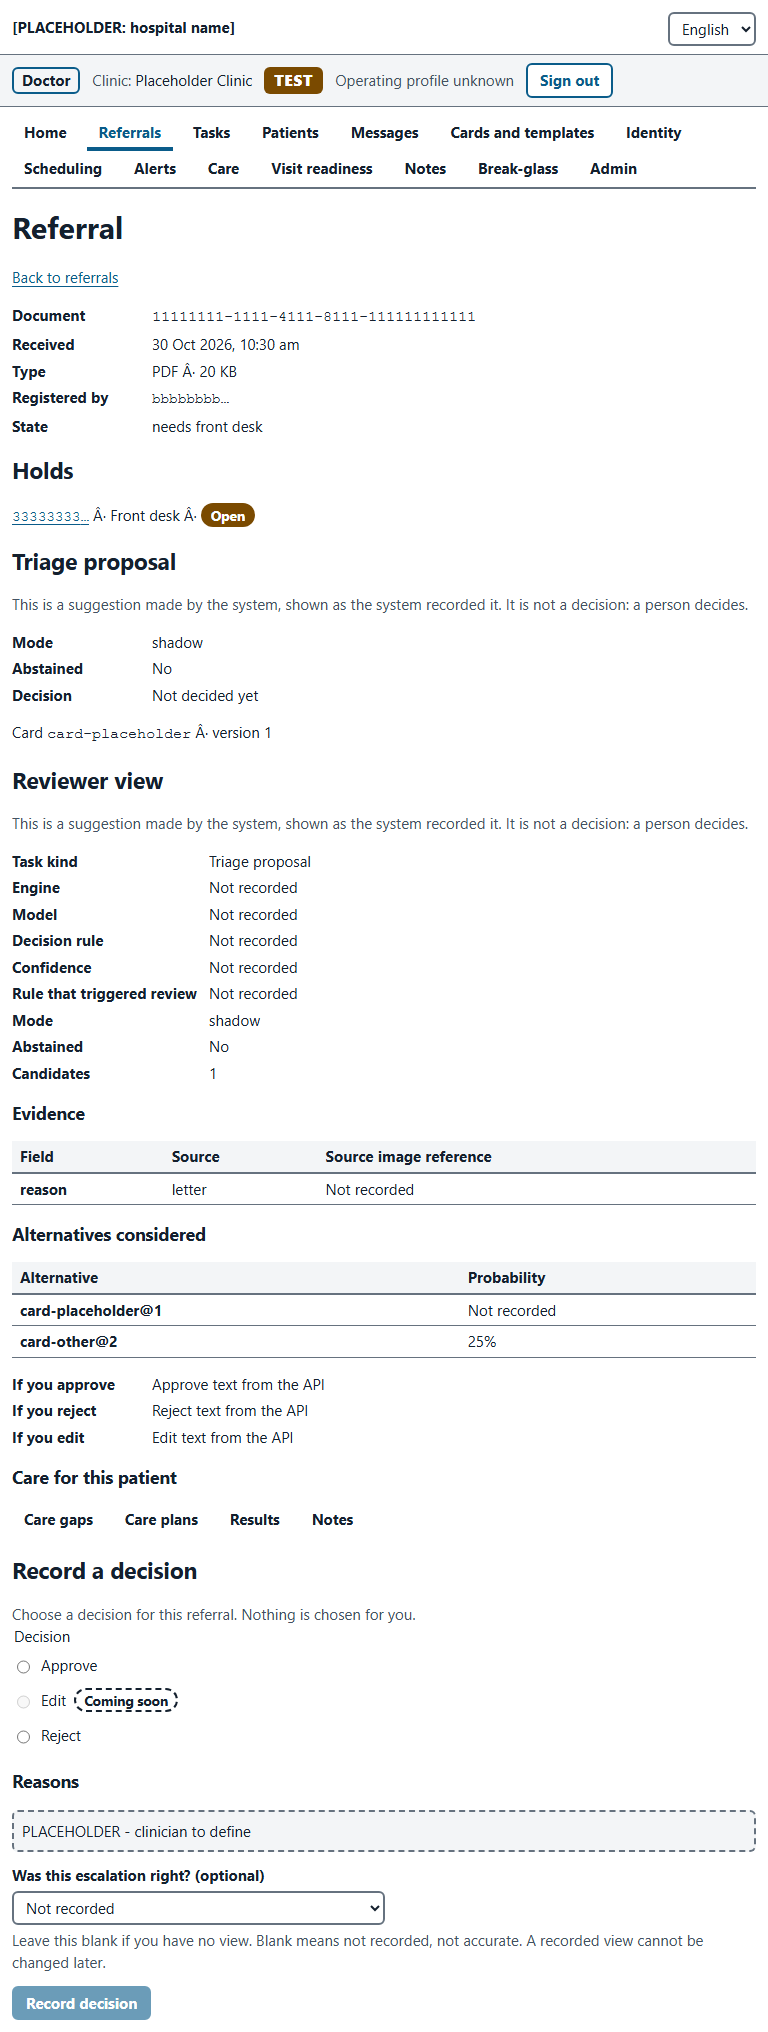 [PLACEHOLDER: hospital name]
English
Doctor Clinic: Placeholder Clinic TEST Operating profile unknown Sign out
Home Referrals Tasks Patients Messages Cards and templates Identity
Scheduling Alerts Care Visit readiness Notes Break-glass Admin
Referral
Back to referrals
Document 11111111-1111-4111-8111-111111111111
Received 30 Oct 2026, 10:30 am
Type PDF Â· 20 KB
Registered by bbbbbbbb…
State needs front desk
Holds
33333333… Â· Front desk Â· Open
Triage proposal
This is a suggestion made by the system, shown as the system recorded it. It is not a decision: a person decides.
Mode shadow
Abstained No
Decision Not decided yet
Card card-placeholder Â· version 1
Reviewer view
This is a suggestion made by the system, shown as the system recorded it. It is not a decision: a person decides.
Task kind Triage proposal
Engine Not recorded
Model Not recorded
Decision rule Not recorded
Confidence Not recorded
Rule that triggered review Not recorded
Mode shadow
Abstained No
Candidates 1
Evidence
Field Source Source image reference
reason letter Not recorded
Alternatives considered
Alternative Probability
card-placeholder@1 Not recorded
card-other@2 25%
If you approve Approve text from the API
If you reject Reject text from the API
If you edit Edit text from the API
Care for this patient
Care gaps Care plans Results Notes
Record a decision
Choose a decision for this referral. Nothing is chosen for you.
Decision
Approve
Edit Coming soon
Reject
Reasons
PLACEHOLDER - clinician to define
Was this escalation right? (optional)
Not recorded
Leave this blank if you have no view. Blank means not recorded, not accurate. A recorded view cannot be
changed later.
Record decision